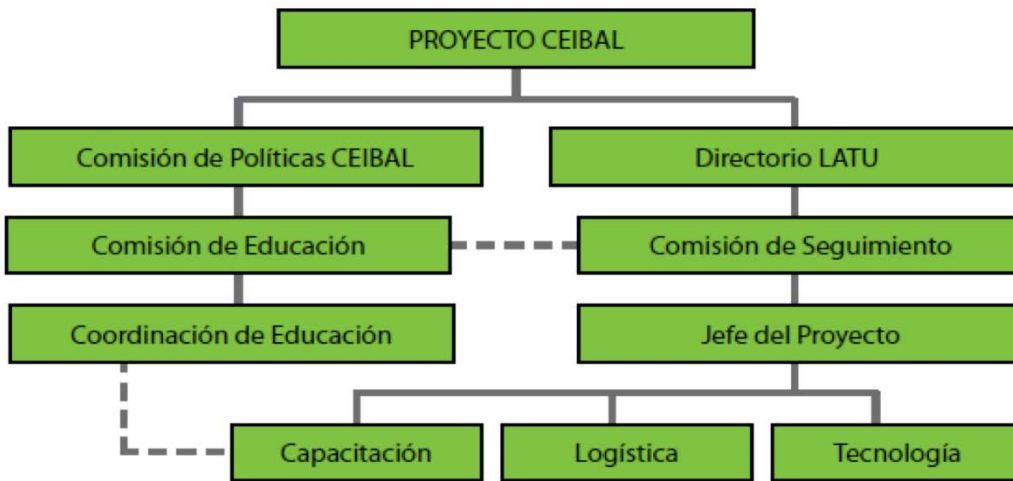 PROYECTO CEIBAL
Comisión de Políticas CEIBAL
Directorio LATU
Comisión de Educación
Comisión de Seguimiento
Coordinación de Educación
Jefe del Proyecto
Capacitación
Logística
Tecnología